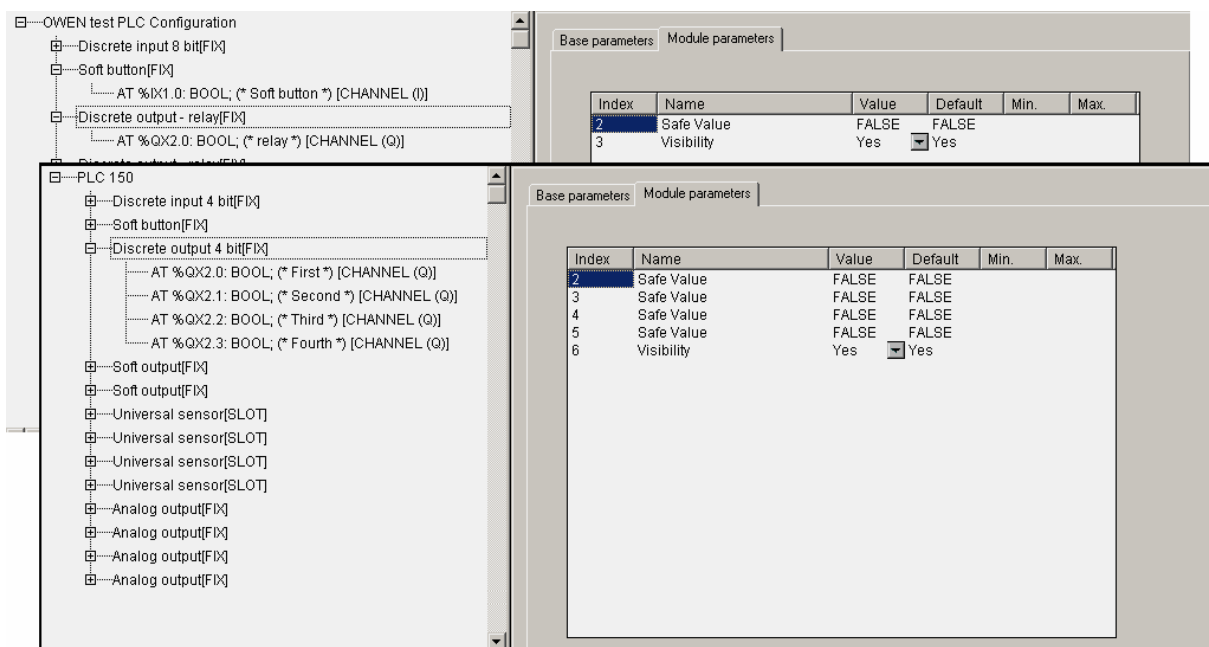 OWEN test PLC Configuration
Discrete input 8 bit[FIX]
Soft button[FIX]
AT %IX1.0: BOOL; (* Soft button *) [CHANNEL (I)]
Discrete output - relay[FIX]
AT %QX2.0: BOOL; (* relay *) [CHANNEL (Q)]
Discrete output - relay[FIX]
Base parameters Module parameters
Index Name Value Default Min. Max.
2 Safe Value FALSE FALSE
3 Visibility Yes Yes
PLC 150
Discrete input 4 bit[FIX]
Soft button[FIX]
Discrete output 4 bit[FIX]
AT %QX2.0: BOOL; (* First *) [CHANNEL (Q)]
AT %QX2.1: BOOL; (* Second *) [CHANNEL (Q)]
AT %QX2.2: BOOL; (* Third *) [CHANNEL (Q)]
AT %QX2.3: BOOL; (* Fourth *) [CHANNEL (Q)]
Soft output[FIX]
Soft output[FIX]
Universal sensor[SLOT]
Universal sensor[SLOT]
Universal sensor[SLOT]
Universal sensor[SLOT]
Analog output[FIX]
Analog output[FIX]
Analog output[FIX]
Analog output[FIX]
Base parameters Module parameters
Index Name Value Default Min. Max.
2 Safe Value FALSE FALSE
3 Safe Value FALSE FALSE
4 Safe Value FALSE FALSE
5 Safe Value FALSE FALSE
6 Visibility Yes Yes